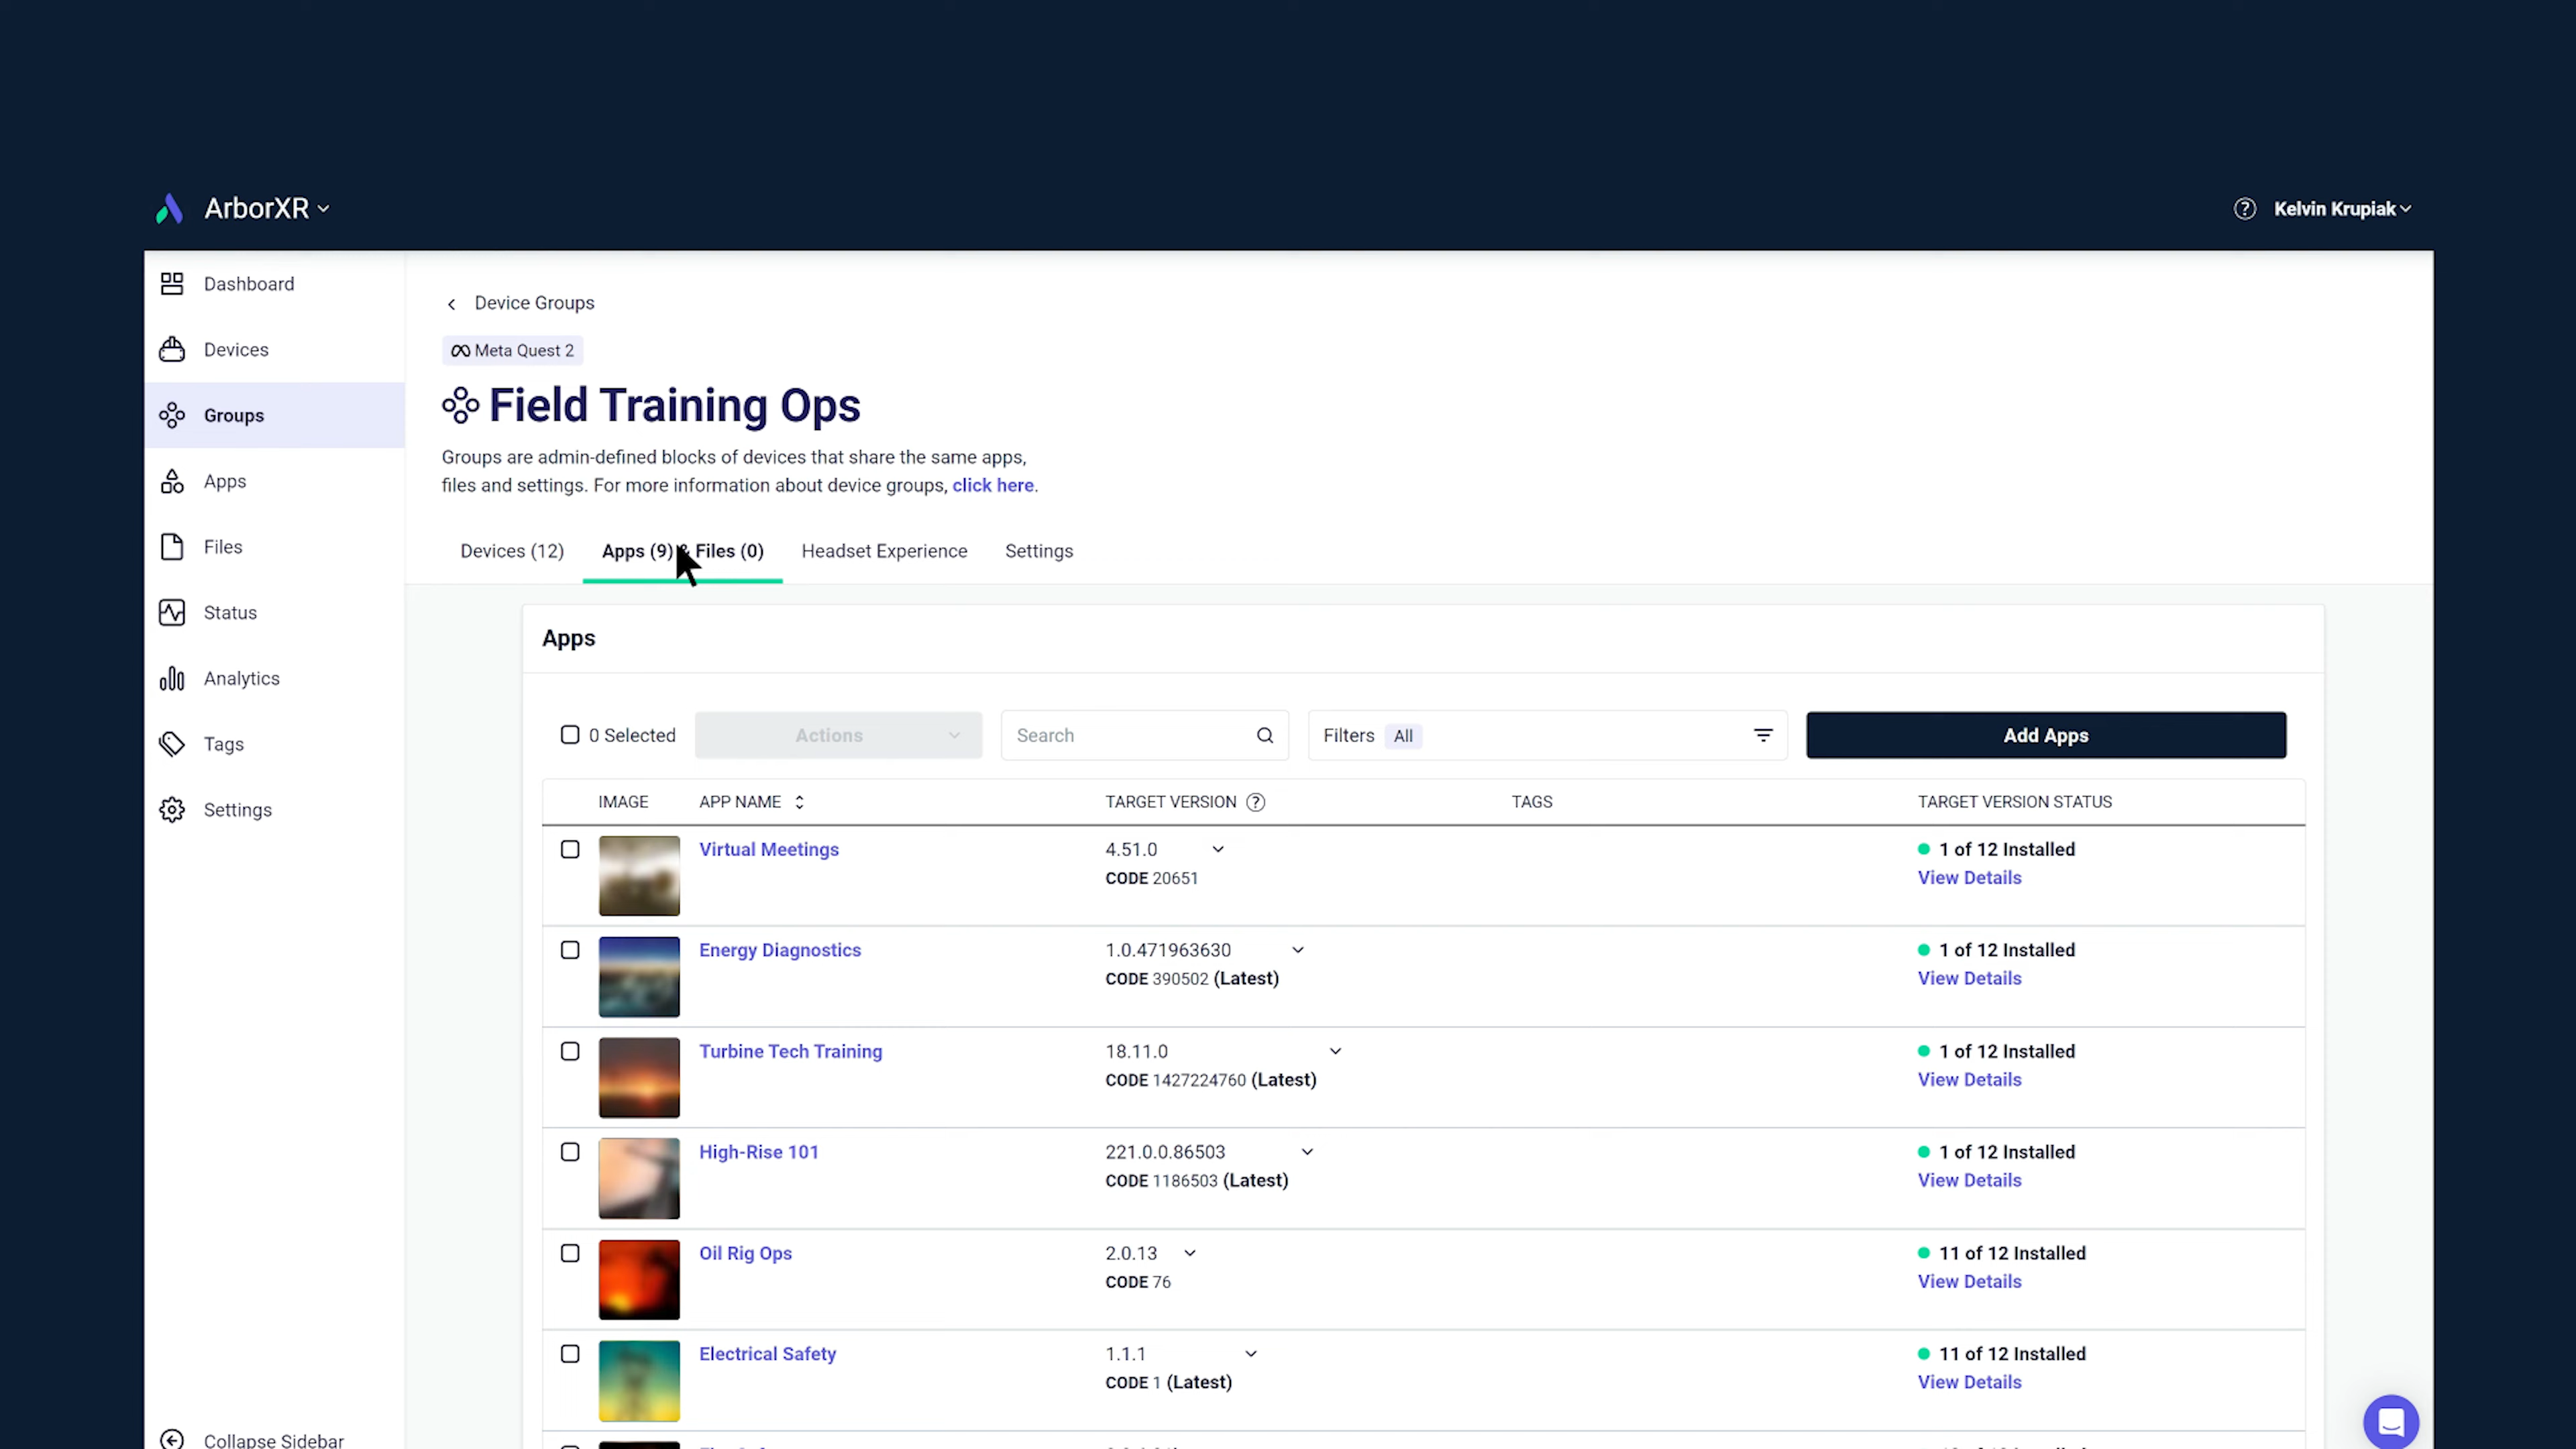 ArborXR
Kelvin Krupiak
Dashboard
Devices
Groups
Apps
Files
Status
Analytics
Tags
Settings
Collapse Sidebar
Device Groups
Meta Quest 2
Field Training Ops
Groups are admin-defined blocks of devices that share the same apps,
files and settings. For more information about device groups, click here.
Devices (12)
Apps (9) & Files (0)
Headset Experience
Settings
Apps
0 Selected
Actions
Search
Filters All
Add Apps
IMAGE APP NAME TARGET VERSION ? TAGS TARGET VERSION STATUS
Virtual Meetings 4.51.0 1 of 12 Installed
CODE 20651 View Details
Energy Diagnostics 1.0.471963630 1 of 12 Installed
CODE 390502 (Latest) View Details
Turbine Tech Training 18.11.0 1 of 12 Installed
CODE 1427224760 (Latest) View Details
High-Rise 101 221.0.0.86503 1 of 12 Installed
CODE 1186503 (Latest) View Details
Oil Rig Ops 2.0.13 11 of 12 Installed
CODE 76 View Details
Electrical Safety 1.1.1 11 of 12 Installed
CODE 1 (Latest) View Details